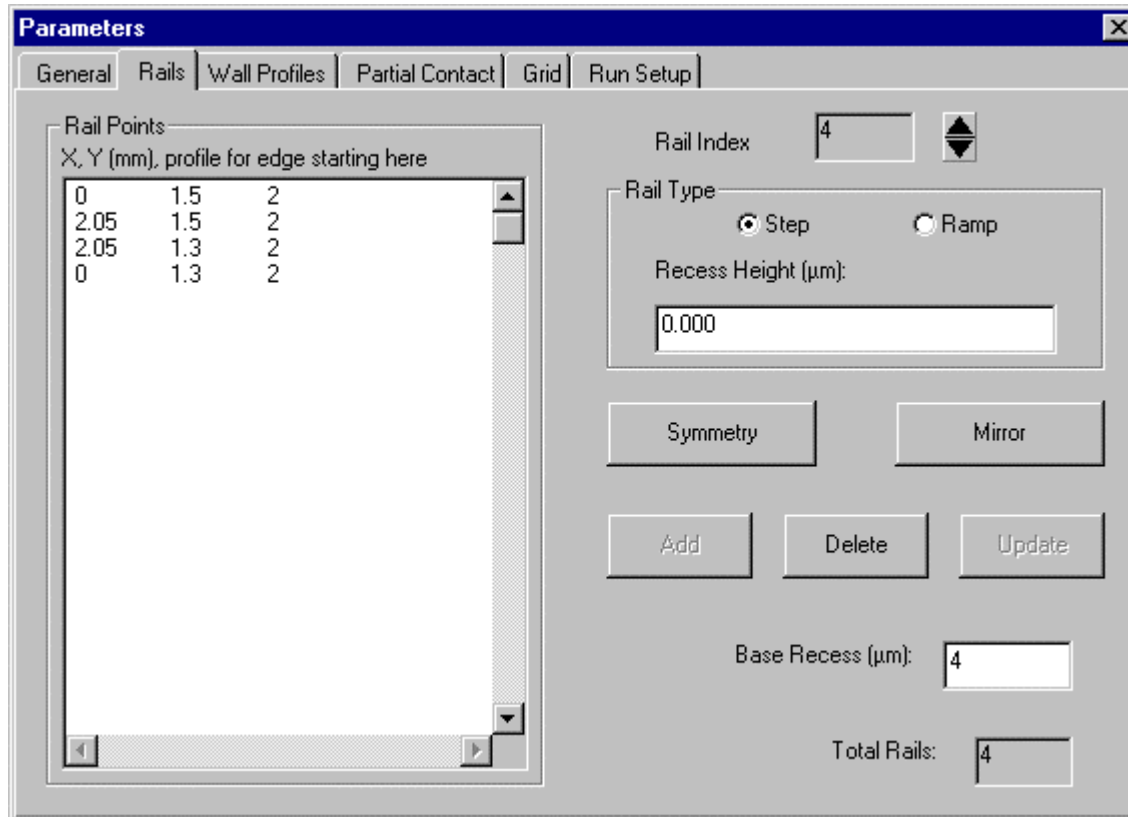 Parameters
General Rails Wall Profiles Partial Contact Grid Run Setup
Rail Points
X, Y (mm), profile for edge starting here
0 1.5 2
2.05 1.5 2
2.05 1.3 2
0 1.3 2
Rail Index 4
Rail Type
Step Ramp
Recess Height (µm):
0.000
Symmetry Mirror
Add Delete Update
Base Recess (µm): 4
Total Rails: 4